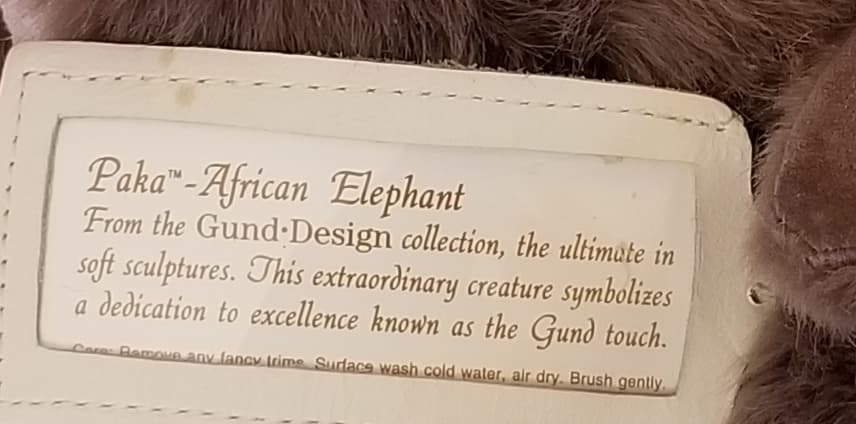 Paka™-African Elephant
From the Gund·Design collection, the ultimate in
soft sculptures. This extraordinary creature symbolizes
a dedication to excellence known as the Gund touch.
Care: Remove any fancy trims. Surface wash cold water, air dry. Brush gently.